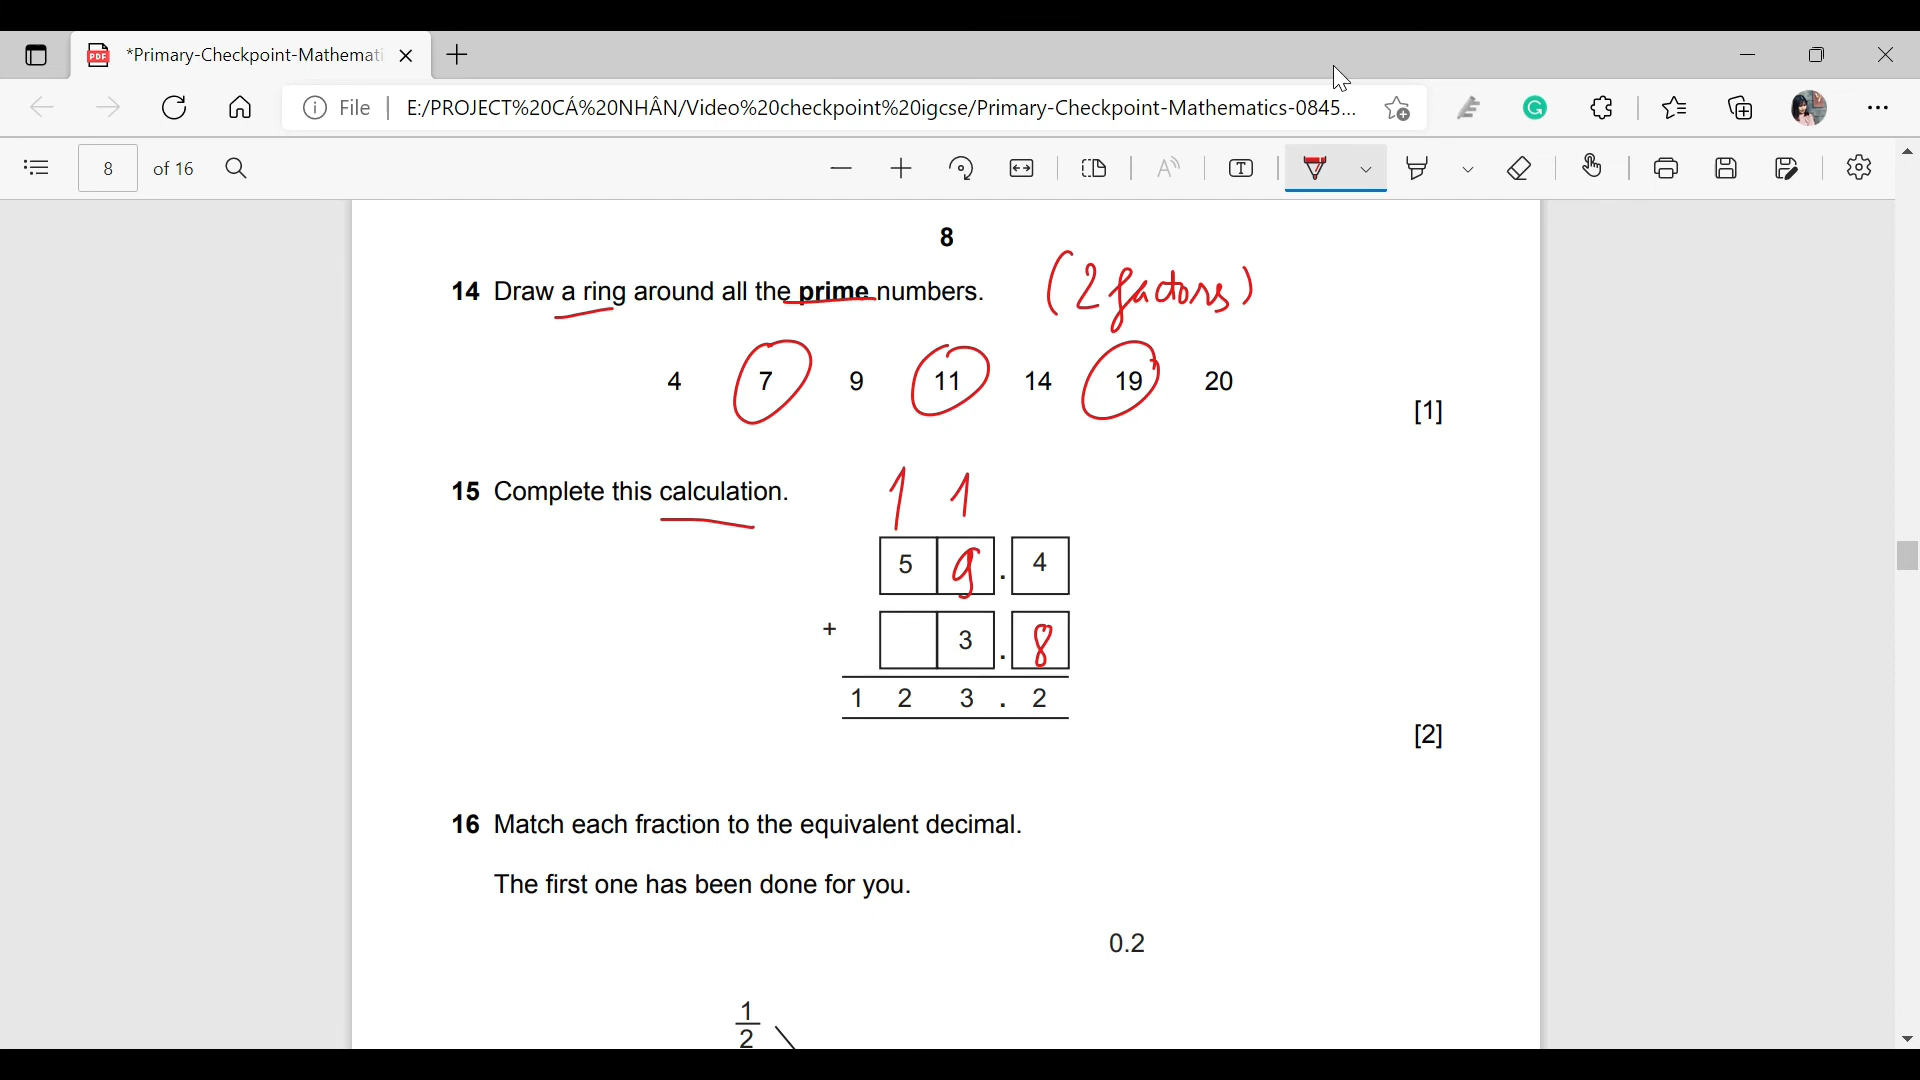 *Primary-Checkpoint-Mathemati
File
E:/PROJECT%20CÁ%20NHÂN/Video%20checkpoint%20igcse/Primary-Checkpoint-Mathematics-0845...
8 of 16
8
14 Draw a ring around all the prime numbers. (2 factors)
4 7 9 11 14 19 20
[1]
15 Complete this calculation.
1 1
5 9 . 4
+ 3 . 8
1 2 3 . 2
[2]
16 Match each fraction to the equivalent decimal.
The first one has been done for you.
0.2
1
2